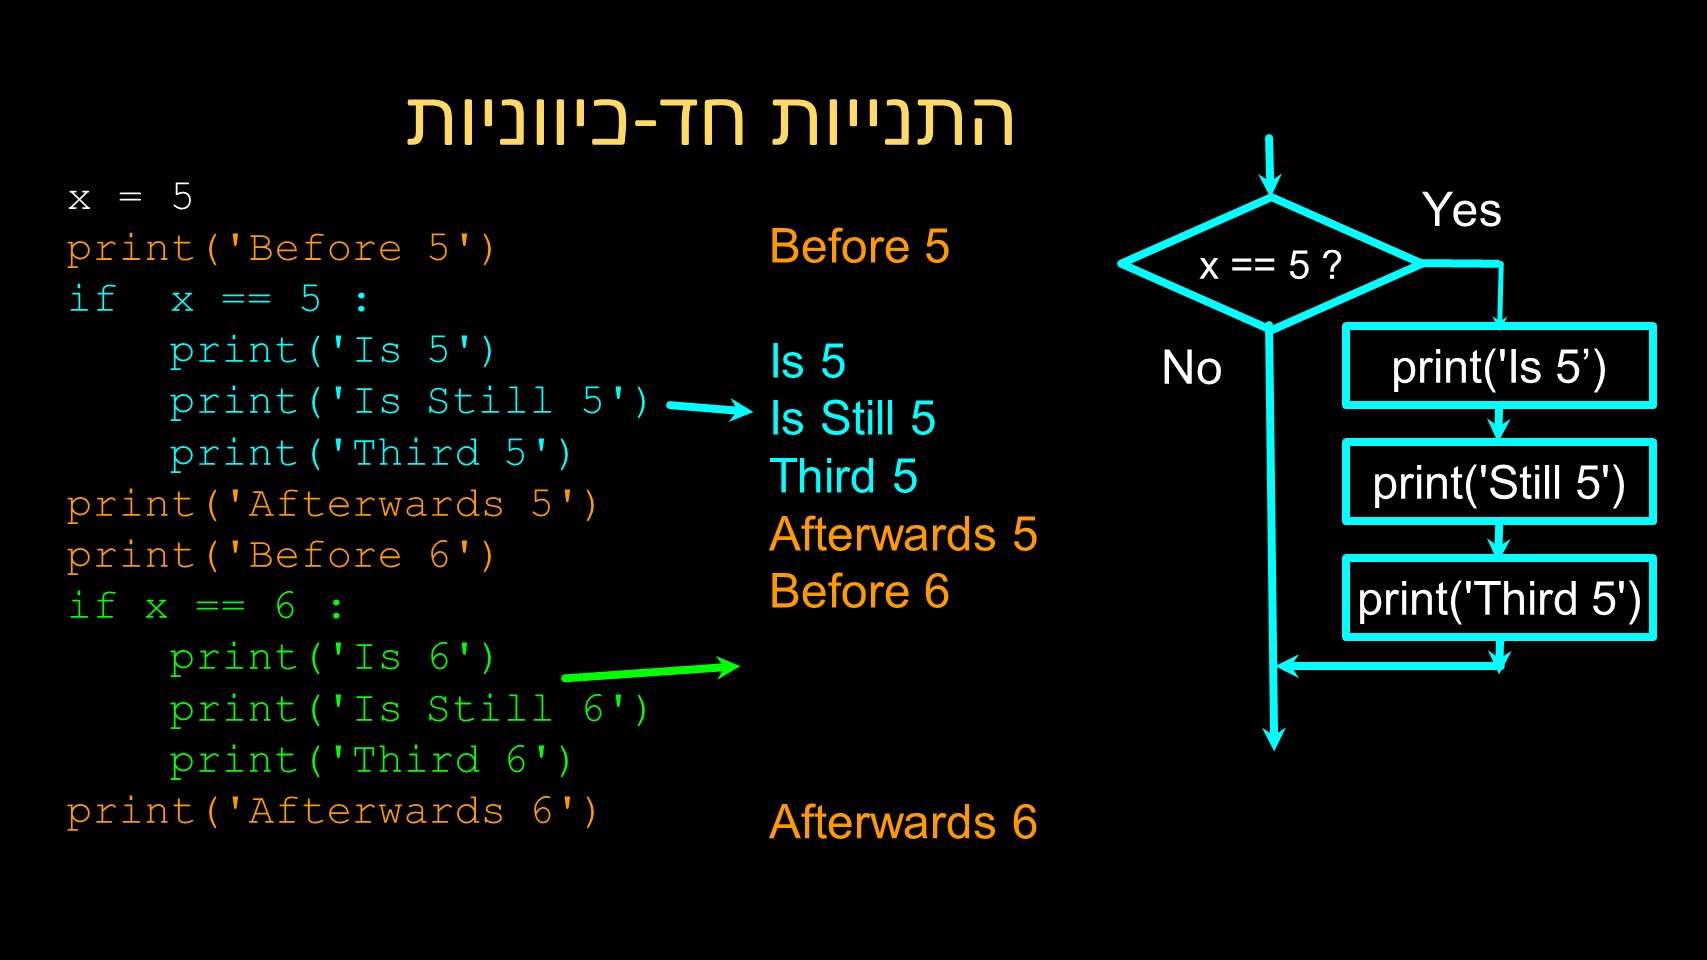 התניייות חד-כיווניות
x = 5
print('Before 5')
if  x == 5 :
    print('Is 5')
    print('Is Still 5')
    print('Third 5')
print('Afterwards 5')
print('Before 6')
if x == 6 :
    print('Is 6')
    print('Is Still 6')
    print('Third 6')
print('Afterwards 6')
Before 5
Is 5
Is Still 5
Third 5
Afterwards 5
Before 6
Afterwards 6
x == 5 ?
Yes
No
print('Is 5’)
print('Still 5')
print('Third 5')